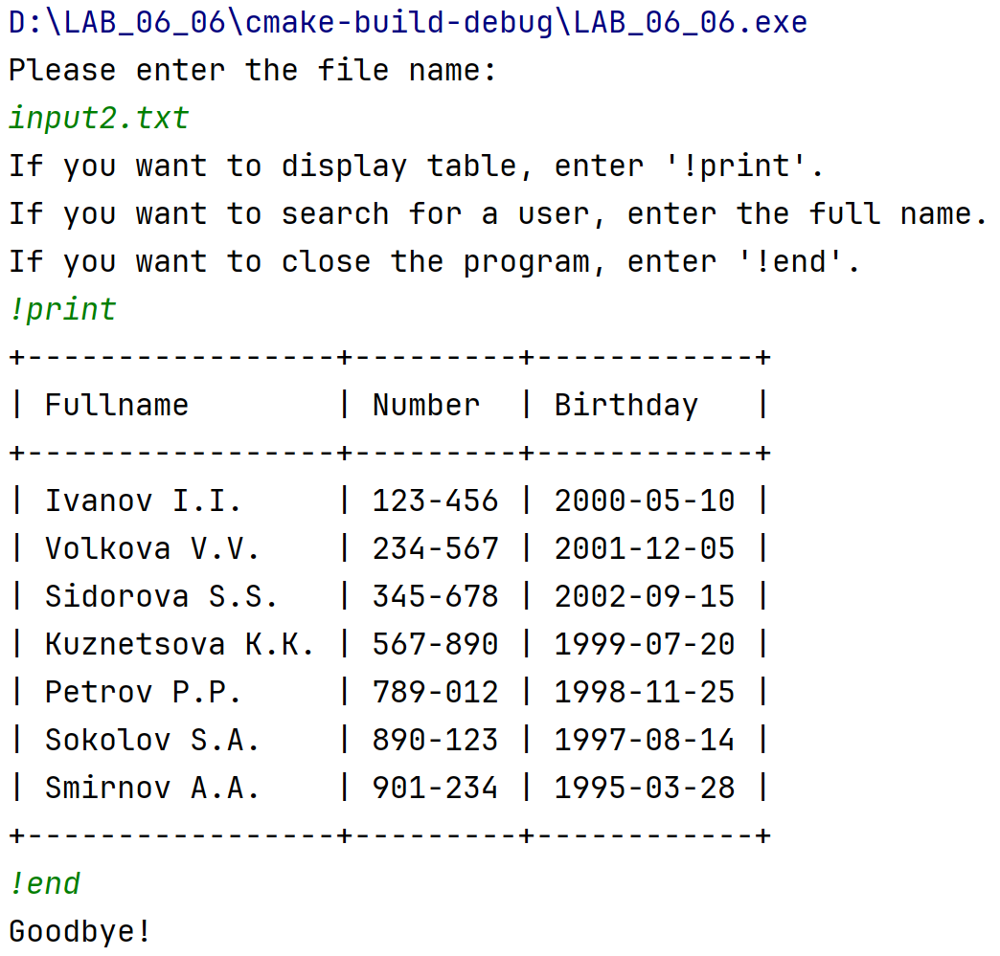 D:\LAB_06_06\cmake-build-debug\LAB_06_06.exe
Please enter the file name:
input2.txt
If you want to display table, enter '!print'.
If you want to search for a user, enter the full name.
If you want to close the program, enter '!end'.
!print
+-----------------+---------+------------+
| Fullname        | Number  | Birthday   |
+-----------------+---------+------------+
| Ivanov I.I.     | 123-456 | 2000-05-10 |
| Volkova V.V.    | 234-567 | 2001-12-05 |
| Sidorova S.S.   | 345-678 | 2002-09-15 |
| Kuznetsova K.K. | 567-890 | 1999-07-20 |
| Petrov P.P.     | 789-012 | 1998-11-25 |
| Sokolov S.A.    | 890-123 | 1997-08-14 |
| Smirnov A.A.    | 901-234 | 1995-03-28 |
+-----------------+---------+------------+
!end
Goodbye!